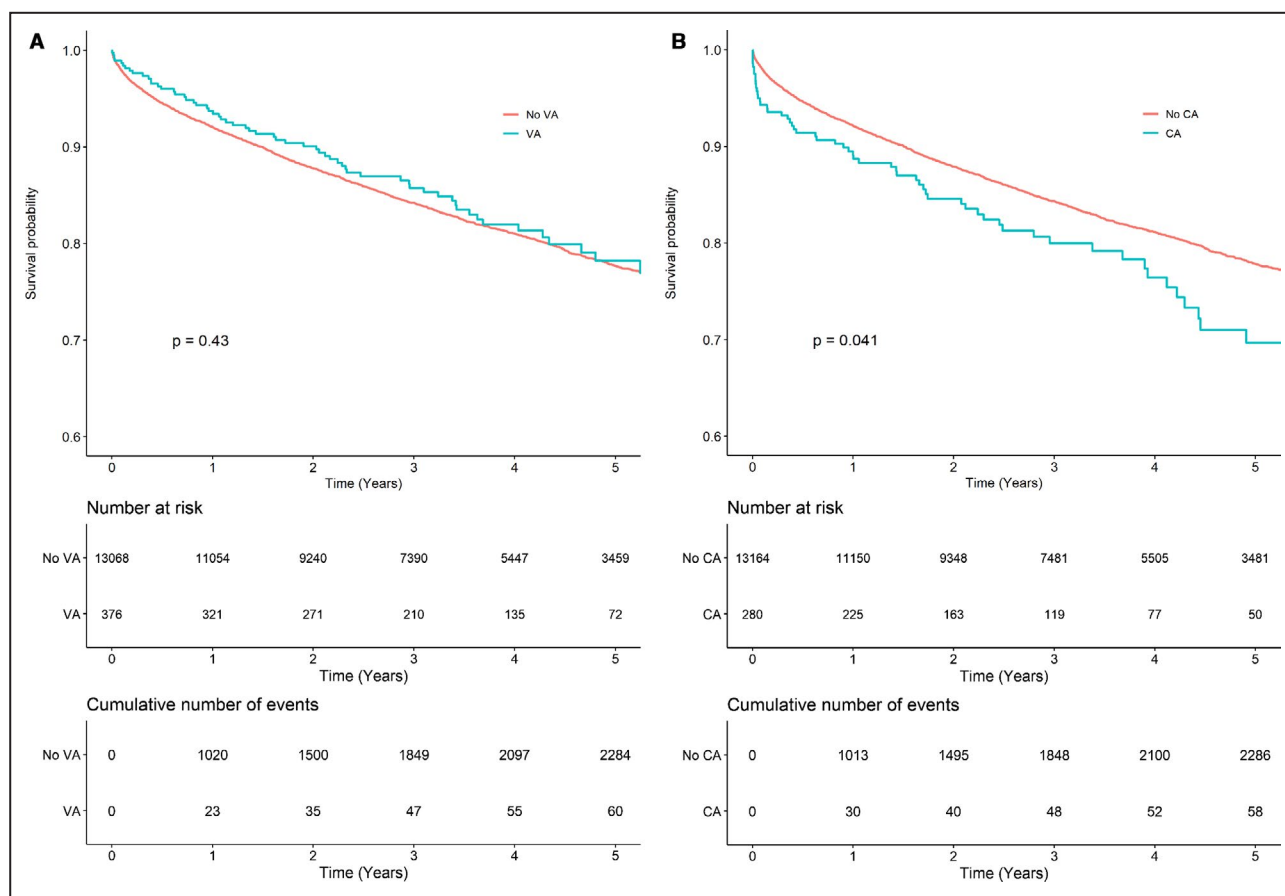 A
1.0
0.9
0.8
0.7
0.6
Survival probability
No VA
VA
p = 0.43
0 1 2 3 4 5
Time (Years)
Number at risk
No VA 13068 11054 9240 7390 5447 3459
VA 376 321 271 210 135 72
0 1 2 3 4 5
Time (Years)
Cumulative number of events
No VA 0 1020 1500 1849 2097 2284
VA 0 23 35 47 55 60
0 1 2 3 4 5
Time (Years)
B
1.0
0.9
0.8
0.7
0.6
Survival probability
No CA
CA
p = 0.041
0 1 2 3 4 5
Time (Years)
Number at risk
No CA 13164 11150 9348 7481 5505 3481
CA 280 225 163 119 77 50
0 1 2 3 4 5
Time (Years)
Cumulative number of events
No CA 0 1013 1495 1848 2100 2286
CA 0 30 40 48 52 58
0 1 2 3 4 5
Time (Years)